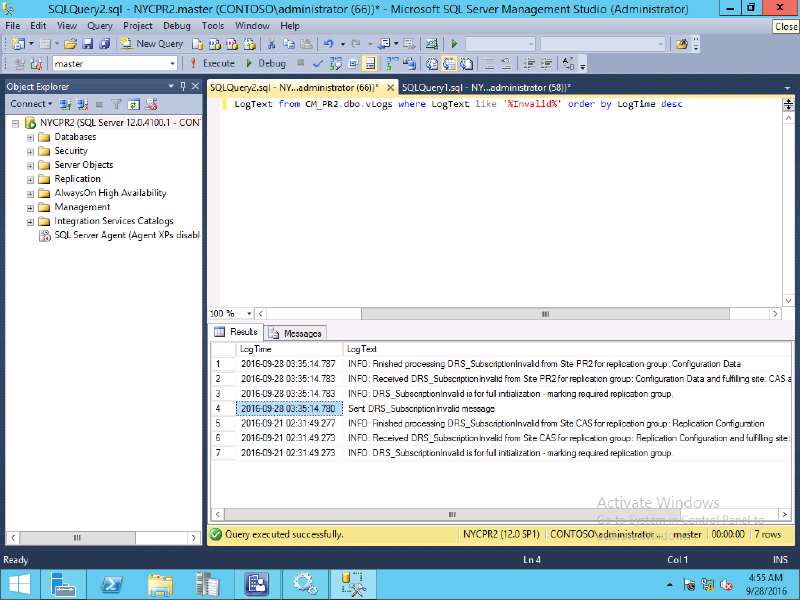 SQLQuery2.sql - NYCPR2.master (CONTOSO\administrator (66))* - Microsoft SQL Server Management Studio (Administrator)
Close
File Edit View Query Project Debug Tools Window Help
New Query
master Execute Debug
Object Explorer
Connect
NYCPR2 (SQL Server 12.0.4100.1 - CON
Databases
Security
Server Objects
Replication
AlwaysOn High Availability
Management
Integration Services Catalogs
SQL Server Agent (Agent XPs disabl
SQLQuery2.sql - NY...administrator (66))* SQLQuery1.sql - NY...administrator (58))*
LogText from CM_PR2.dbo.vLogs where LogText like '%Invalid%' order by LogTime desc
100 %
Results Messages
LogTime LogText
1 2016-09-28 03:35:14.787 INFO: Finished processing DRS_SubscriptionInvalid from Site PR2 for replication group: Configuration Data
2 2016-09-28 03:35:14.783 INFO: Received DRS_SubscriptionInvalid from Site PR2 for replication group: Configuration Data and fulfilling site: CAS a
3 2016-09-28 03:35:14.783 INFO: DRS_SubscriptionInvalid is for full initialization - marking required replication group.
4 2016-09-28 03:35:14.780 Sent DRS_SubscriptionInvalid message
5 2016-09-21 02:31:49.277 INFO: Finished processing DRS_SubscriptionInvalid from Site CAS for replication group: Replication Configuration
6 2016-09-21 02:31:49.273 INFO: Received DRS_SubscriptionInvalid from Site CAS for replication group: Replication Configuration and fulfilling site:
7 2016-09-21 02:31:49.273 INFO: DRS_SubscriptionInvalid is for full initialization - marking required replication group.
Activate Windows
Go to System in Control Panel to
Query executed successfully. NYCPR2 (12.0 SP1) CONTOSO\administrator ... master 00:00:00 7 rows
Ready Ln 4 Col 1 INS
4:55 AM
9/28/2016